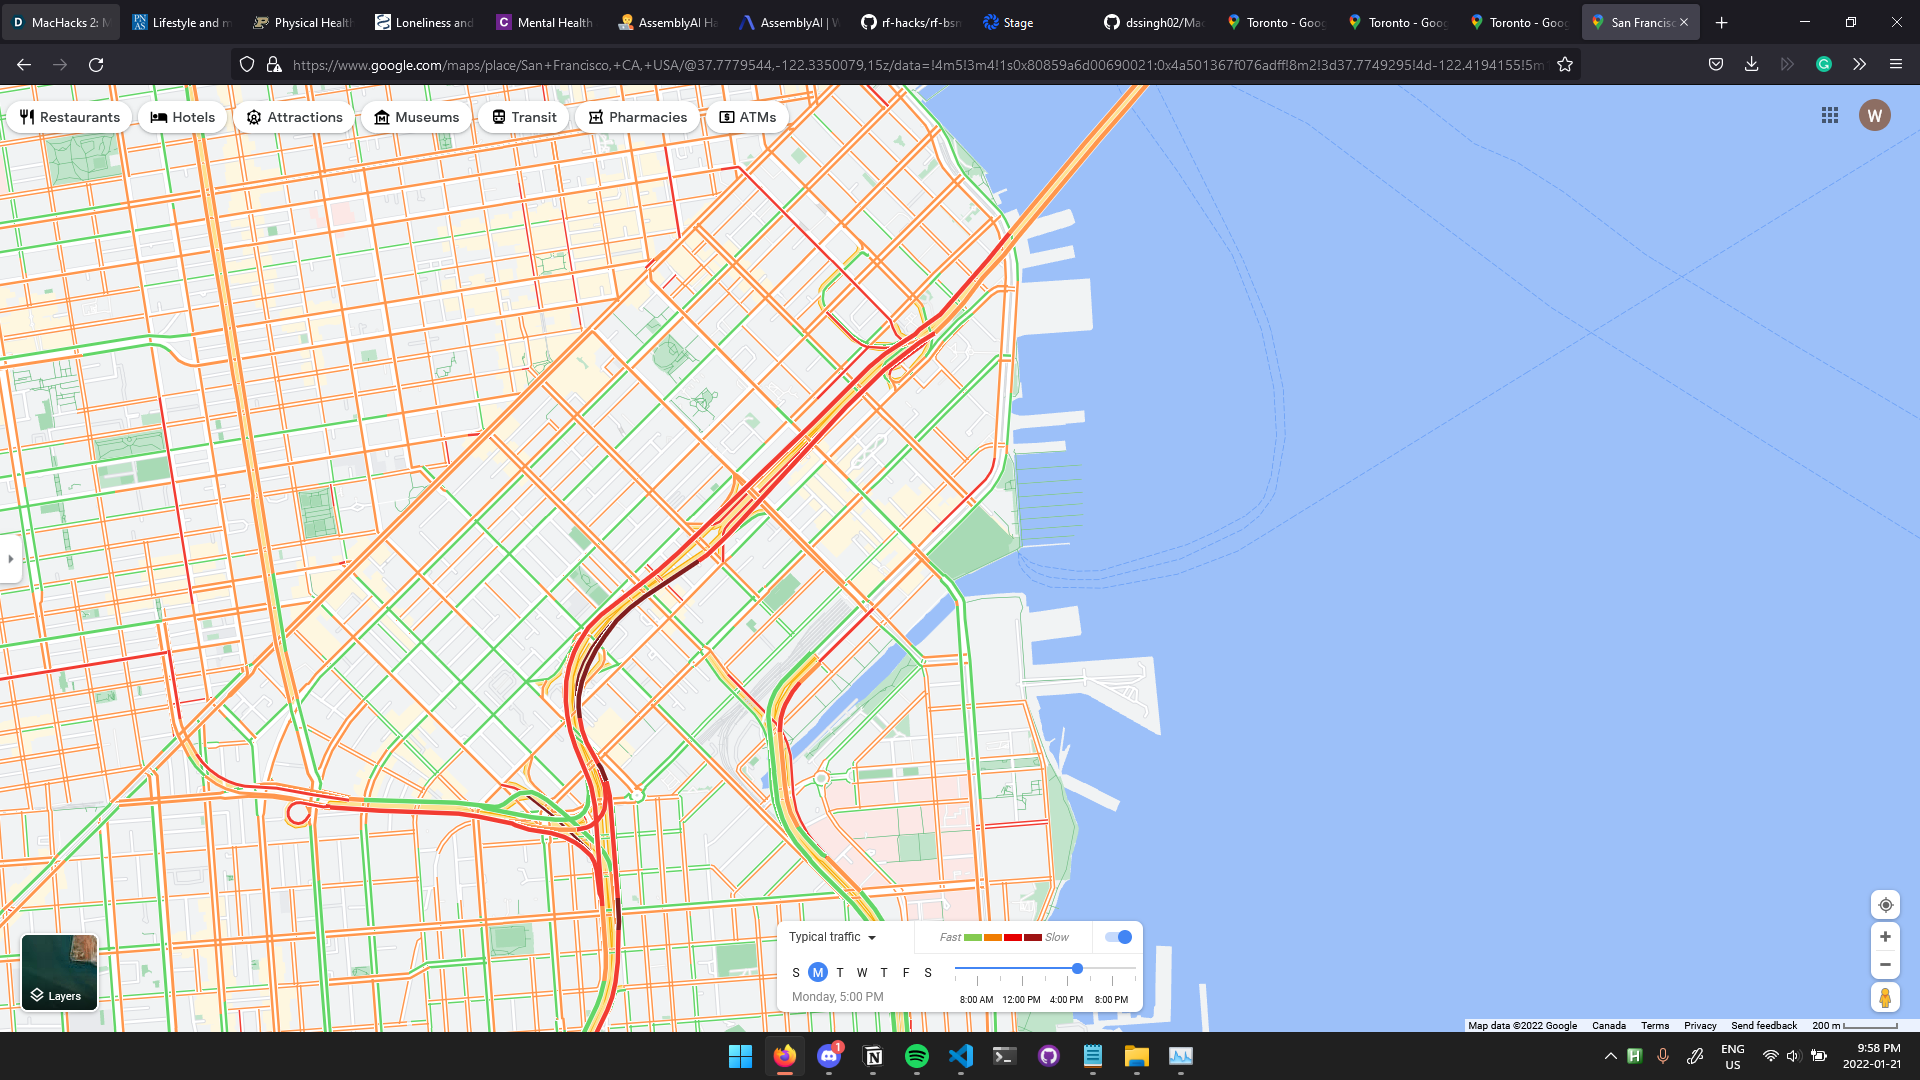 MacHacks 2: M
Lifestyle and m
Physical Health
Loneliness and
Mental Health
AssemblyAI Ha
AssemblyAI | W
rf-hacks/rf-bsn
Stage
dssingh02/Mac
Toronto - Goog
Toronto - Goog
Toronto - Goog
San Francisc
https://www.google.com/maps/place/San+Francisco,+CA,+USA/@37.7779544,-122.3350079,15z/data=!4m5!3m4!1s0x80859a6d00690021:0x4a501367f076adff!8m2!3d37.7749295!4d-122.4194155!5m1
Restaurants
Hotels
Attractions
Museums
Transit
Pharmacies
ATMs
W
Typical traffic
Fast
Slow
S M T W T F S
Monday, 5:00 PM
8:00 AM 12:00 PM 4:00 PM 8:00 PM
Layers
Map data ©2022 Google Canada Terms Privacy Send feedback 200 m
1
ENG
US
9:58 PM
2022-01-21